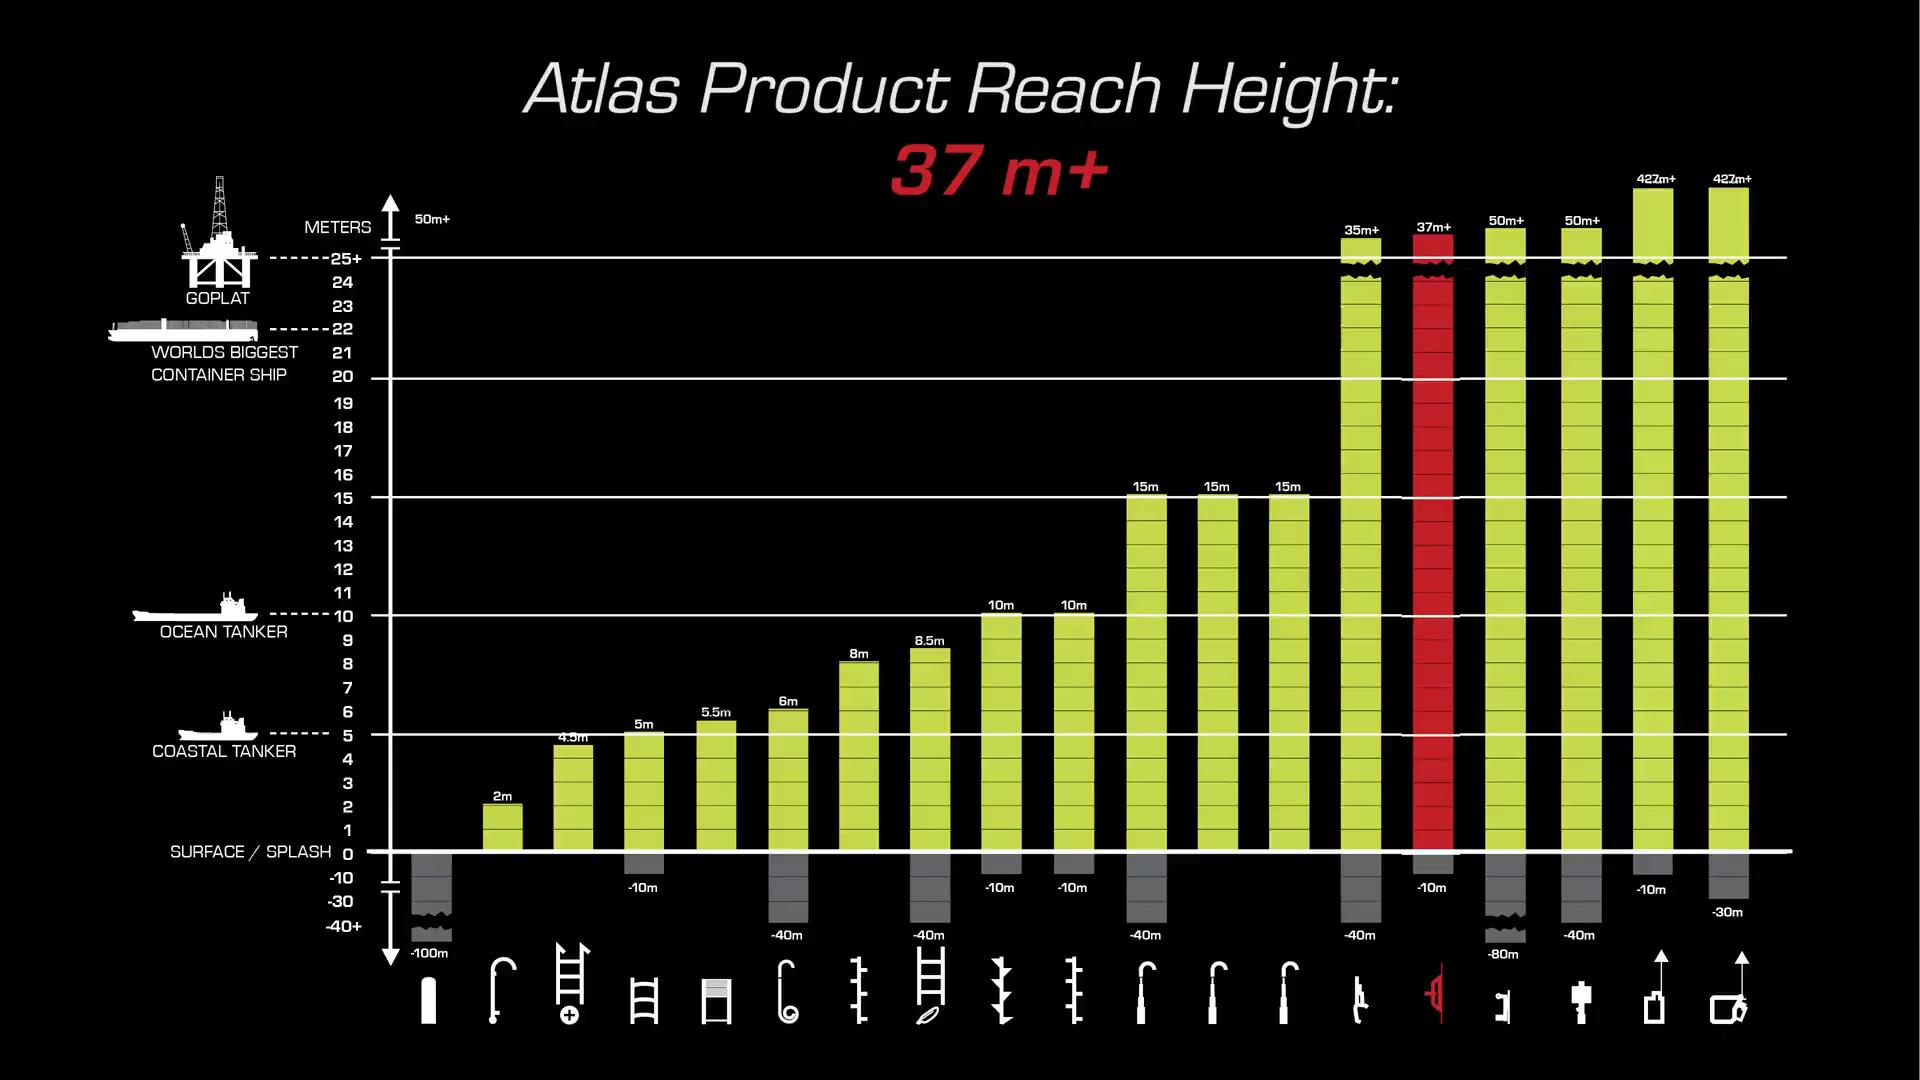 Atlas Product Reach Height:
37 m+
METERS
50m+
25+
24
23
22
21
20
19
18
17
16
15
14
13
12
11
10
9
8
7
6
5
4
3
2
1
0
-10
-30
-40+
GOPLAT
WORLDS BIGGEST
CONTAINER SHIP
OCEAN TANKER
COASTAL TANKER
SURFACE / SPLASH
2m
4.5m
5m
5.5m
6m
8m
8.5m
10m
10m
15m
15m
15m
35m+
37m+
50m+
50m+
427m+
427m+
-100m
-10m
-40m
-40m
-10m
-10m
-40m
-40m
-10m
-80m
-40m
-10m
-30m